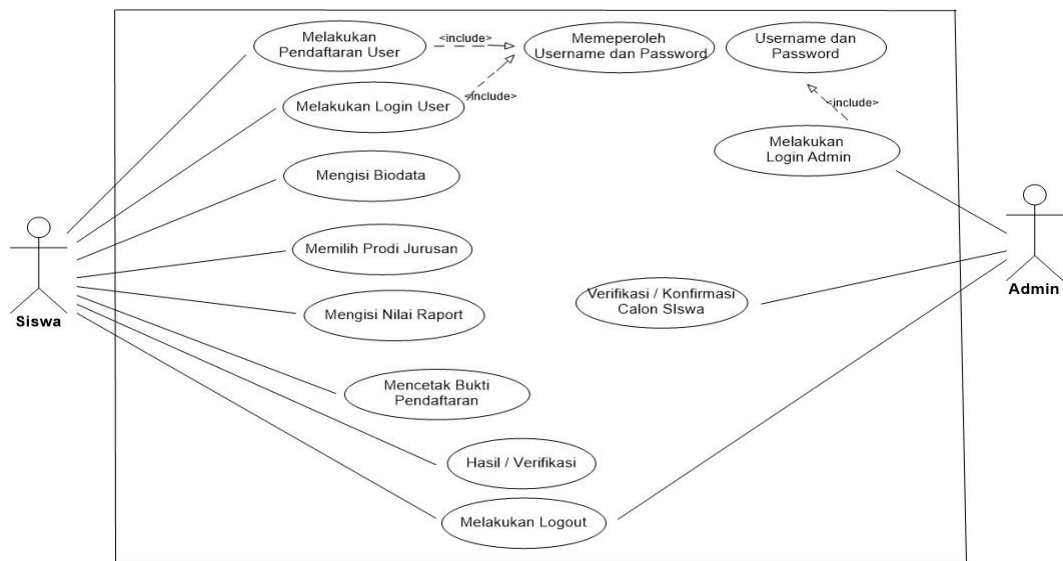 Melakukan
Pendaftaran User
<include>
Memeperoleh
Username dan Password
Username dan
Password
Melakukan Login User
<include>
<include>
Melakukan
Login Admin
Mengisi Biodata
Memilih Prodi Jurusan
Siswa
Admin
Verifikasi / Konfirmasi
Calon SIswa
Mengisi Nilai Raport
Mencetak Bukti
Pendaftaran
Hasil / Verifikasi
Melakukan Logout